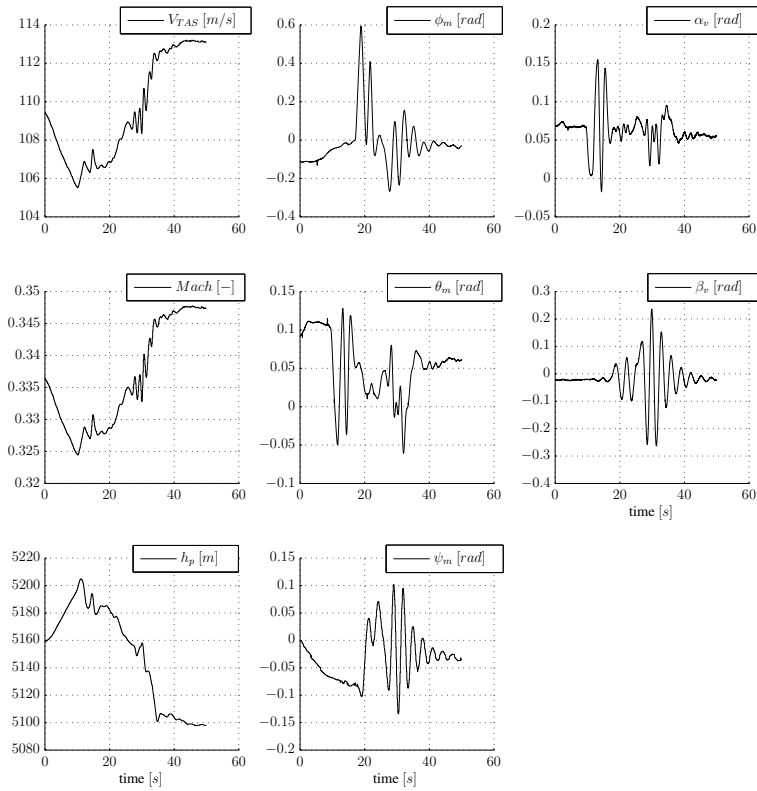 V_{TAS} [m/s]
114
112
110
108
106
104
0 20 40 60
ϕ_m [rad]
0.6
0.4
0.2
0
−0.2
−0.4
0 20 40 60
α_v [rad]
0.2
0.15
0.1
0.05
0
−0.05
0 20 40 60
Mach [−]
0.35
0.345
0.34
0.335
0.33
0.325
0.32
0 20 40 60
θ_m [rad]
0.15
0.1
0.05
0
−0.05
−0.1
0 20 40 60
β_v [rad]
0.3
0.2
0.1
0
−0.1
−0.2
−0.3
−0.4
0 20 40 60
time [s]
h_p [m]
5220
5200
5180
5160
5140
5120
5100
5080
0 20 40 60
time [s]
ψ_m [rad]
0.15
0.1
0.05
0
−0.05
−0.1
−0.15
−0.2
0 20 40 60
time [s]